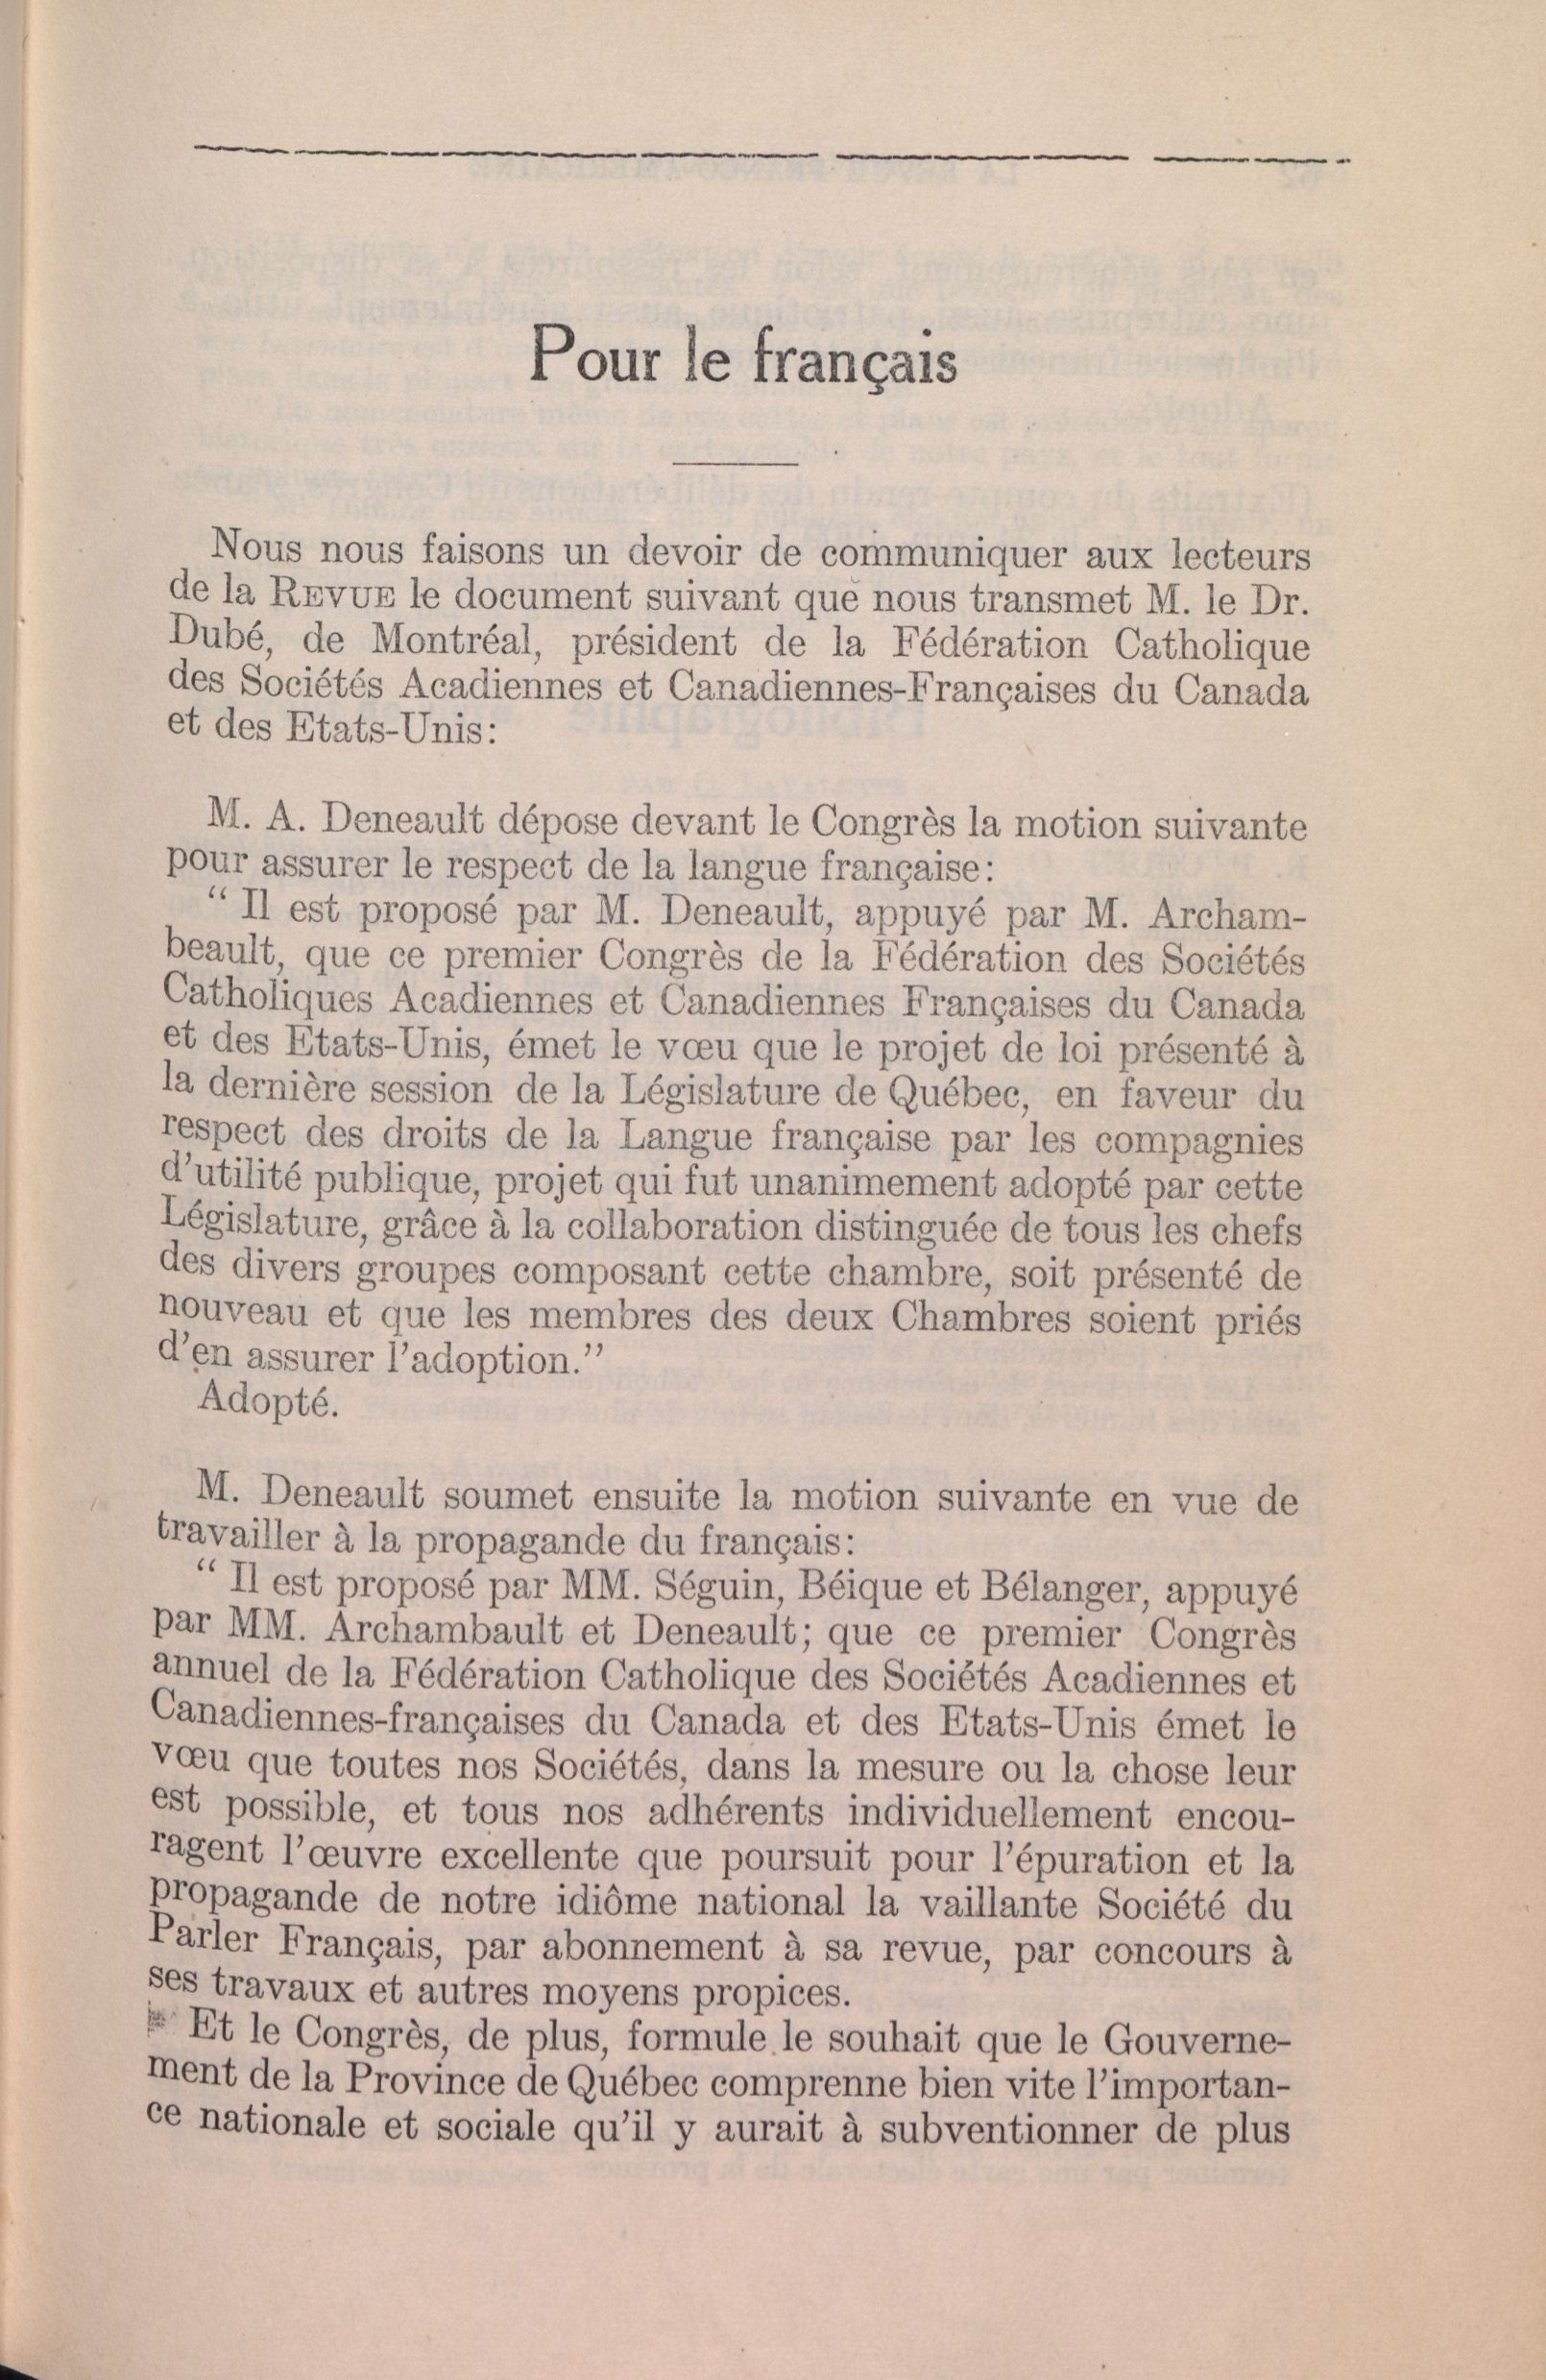 Pour le français
Nous nous faisons un devoir de communiquer aux lecteurs
de la REVUE le document suivant que nous transmet M. le Dr.
Dubé, de Montréal, président de la Fédération Catholique
des Sociétés Acadiennes et Canadiennes-Françaises du Canada
et des Etats-Unis:
M. A. Deneault dépose devant le Congrès la motion suivante
pour assurer le respect de la langue française:
“ Il est proposé par M. Deneault, appuyé par M. Archam-
beault, que ce premier Congrès de la Fédération des Sociétés
Catholiques Acadiennes et Canadiennes Françaises du Canada
et des Etats-Unis, émet le vœu que le projet de loi présenté à
la dernière session de la Législature de Québec, en faveur du
respect des droits de la Langue française par les compagnies
d’utilité publique, projet qui fut unanimement adopté par cette
Législature, grâce à la collaboration distinguée de tous les chefs
des divers groupes composant cette chambre, soit présenté de
nouveau et que les membres des deux Chambres soient priés
d’en assurer l’adoption.”
Adopté.
M. Deneault soumet ensuite la motion suivante en vue de
travailler à la propagande du français:
“ Il est proposé par MM. Séguin, Béique et Bélanger, appuyé
par MM. Archambault et Deneault; que ce premier Congrès
annuel de la Fédération Catholique des Sociétés Acadiennes et
Canadiennes-françaises du Canada et des Etats-Unis émet le
vœu que toutes nos Sociétés, dans la mesure ou la chose leur
est possible, et tous nos adhérents individuellement encou-
ragent l’œuvre excellente que poursuit pour l’épuration et la
propagande de notre idiôme national la vaillante Société du
Parler Français, par abonnement à sa revue, par concours à
ses travaux et autres moyens propices.
Et le Congrès, de plus, formule le souhait que le Gouverne-
ment de la Province de Québec comprenne bien vite l’importan-
ce nationale et sociale qu’il y aurait à subventionner de plus